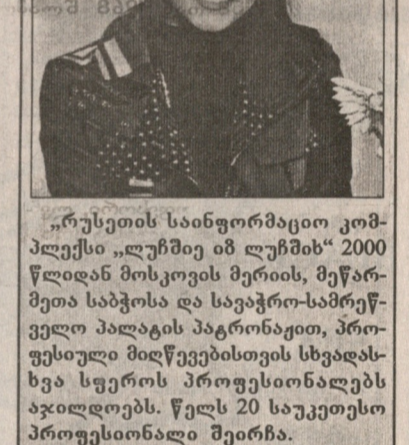 „რუსეთის საინფორმაციო კომ-
პლექსი „ლუჩშიე იზ ლუჩშიხ“ 2000
წლიდან მოსკოვის მერიის, მეწარ-
მეთა საბჭოსა და სავაჭრო-სამრეწ-
ველო პალატის პატრონაჟით, პრო-
ფესიული მიღწევებისთვის სხვადას-
ხვა სფეროს პროფესიონალებს
აჯილდოებს. წელს 20 საუკეთესო
პროფესიონალი შეირჩა.